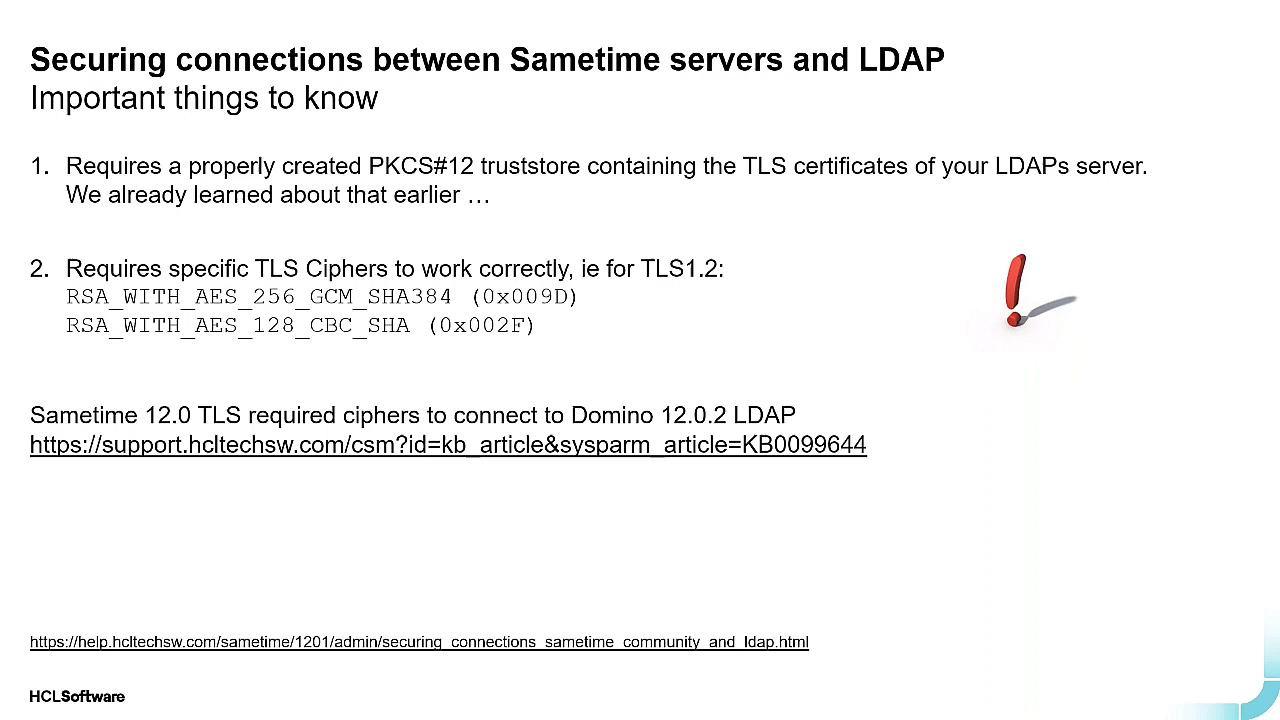 Securing connections between Sametime servers and LDAP
Important things to know
1. Requires a properly created PKCS#12 truststore containing the TLS certificates of your LDAPs server.
We already learned about that earlier …
2. Requires specific TLS Ciphers to work correctly, ie for TLS1.2:
RSA_WITH_AES_256_GCM_SHA384 (0x009D)
RSA_WITH_AES_128_CBC_SHA (0x002F)
Sametime 12.0 TLS required ciphers to connect to Domino 12.0.2 LDAP
https://support.hcltechsw.com/csm?id=kb_article&sysparm_article=KB0099644
https://help.hcltechsw.com/sametime/1201/admin/securing_connections_sametime_community_and_ldap.html
HCLSoftware